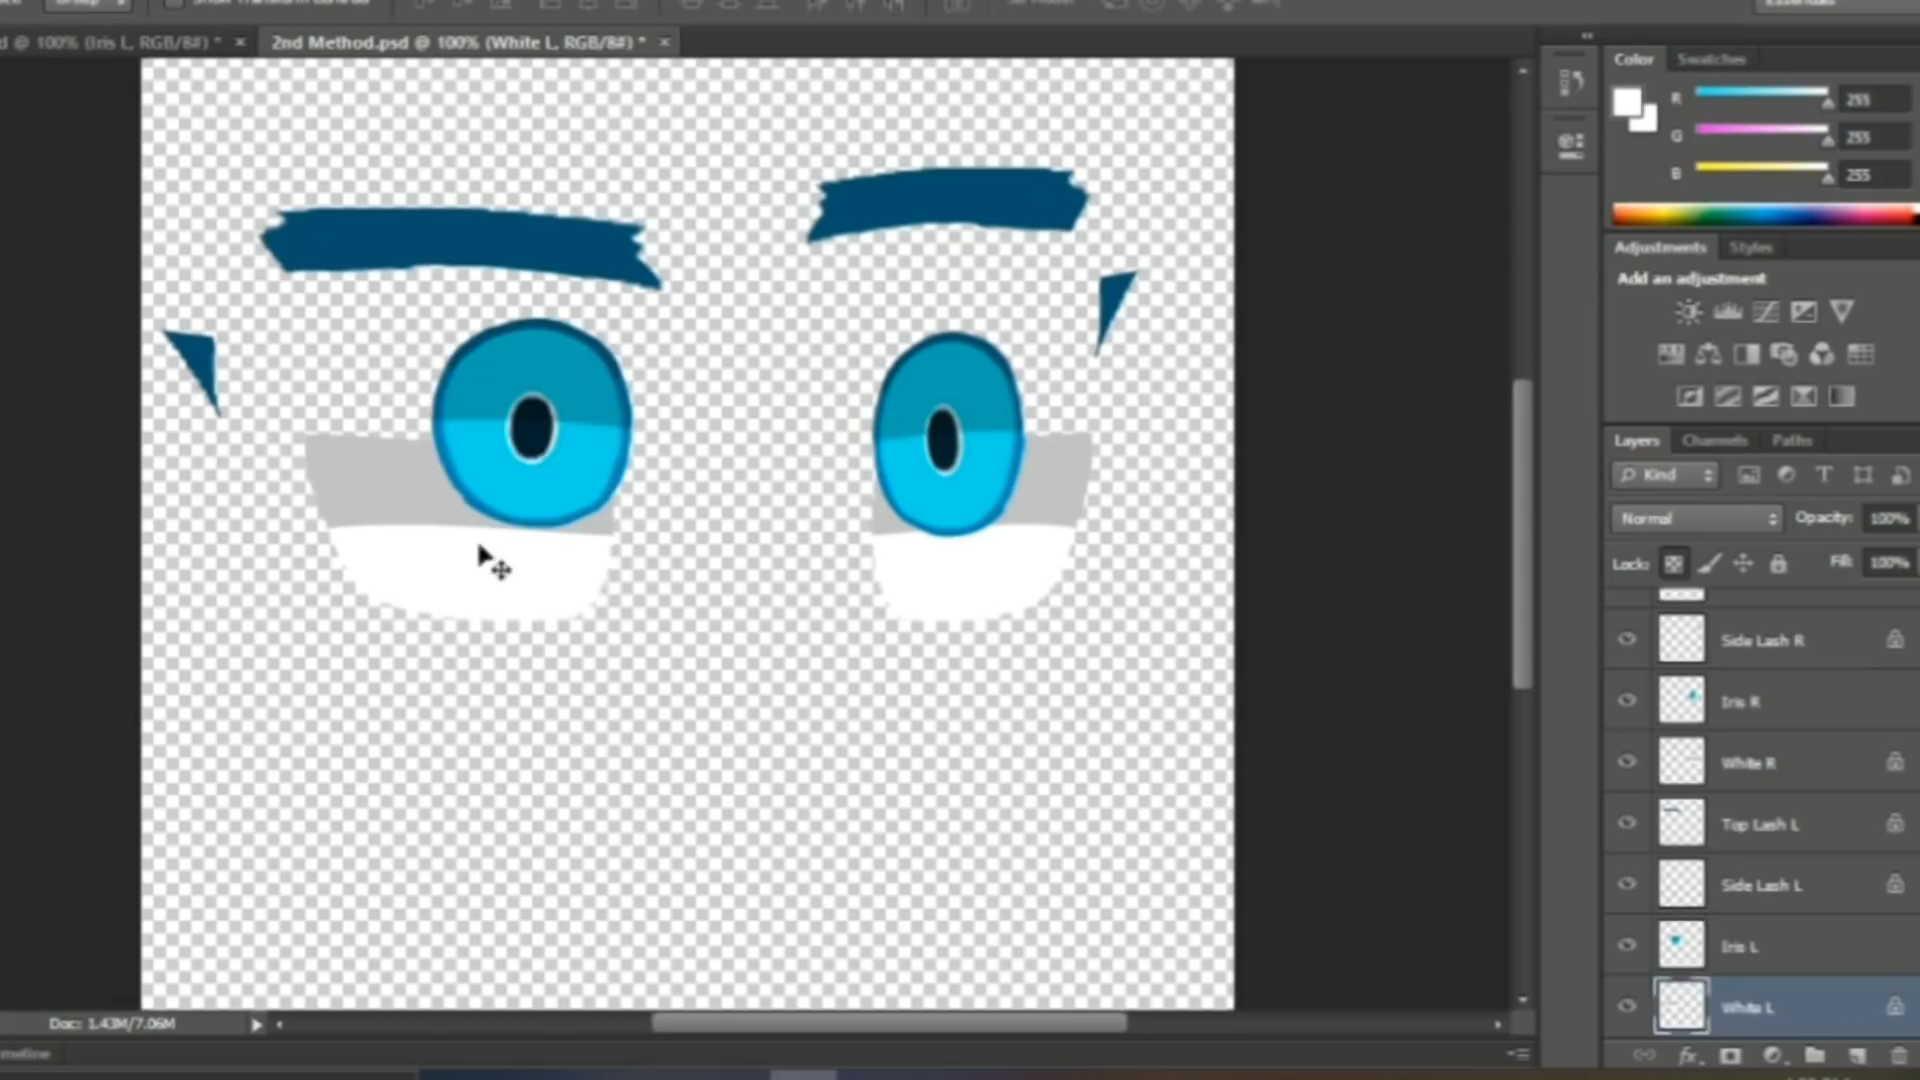 d @ 100% (Iris L, RGB/8#) *
2nd Method.psd @ 100% (White L, RGB/8#) *
Color
Swatches
R
255
G
255
B
255
Adjustments
Styles
Add an adjustment
Layers
Channels
Paths
Kind
Normal
Opacity: 100%
Lock:
Fill: 100%
Side Lash R
Iris R
White R
Top Lash L
Side Lash L
Iris L
White L
fx
Doc: 1.43M/7.06M